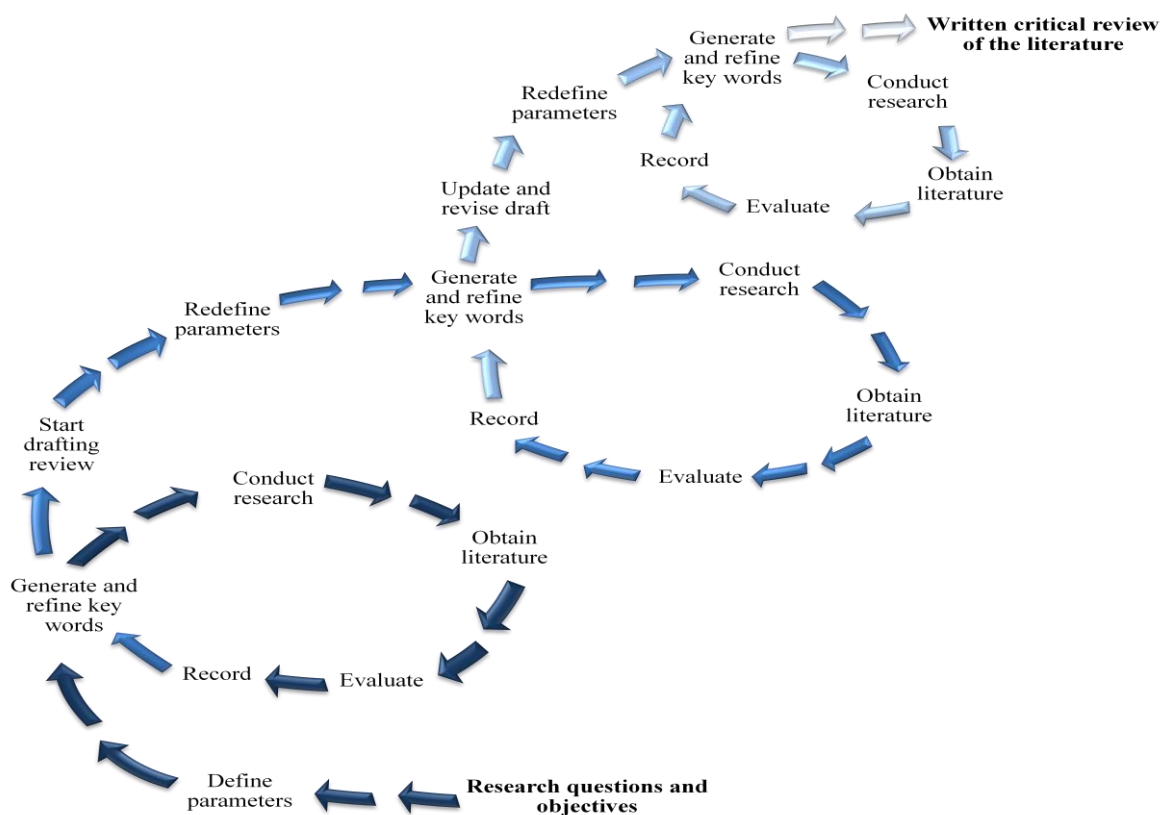 Written critical review
of the literature
Generate
and refine
key words
Conduct
research
Redefine
parameters
Record
Obtain
literature
Update and
revise draft
Evaluate
Generate
and refine
key words
Conduct
research
Redefine
parameters
Obtain
literature
Record
Start
drafting
review
Evaluate
Conduct
research
Obtain
literature
Generate and
refine key
words
Record
Evaluate
Define
parameters
Research questions and
objectives